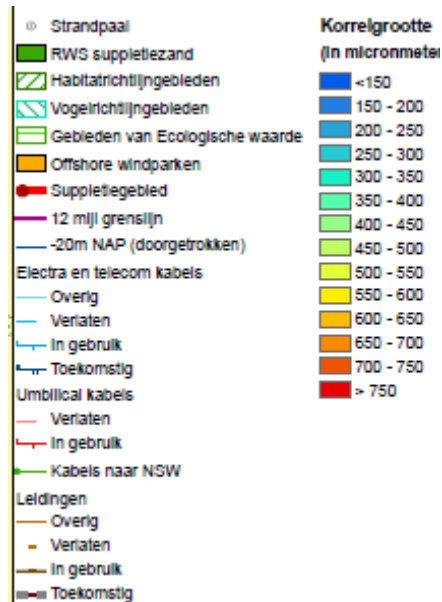 Strandpaal
RWS suppletiezand
Habitatrichtlijngebieden
Vogelrichtlijngebieden
Gebieden van Ecologische waarde
Offshore windparken
Suppletiegebied
12 mijl grenslijn
-20m NAP (doorgetrokken)
Electra en telecom kabels
Overig
Verlaten
In gebruik
Toekomstig
Umbilical kabels
Verlaten
In gebruik
Kabels naar NSW
Leidingen
Overig
Verlaten
In gebruik
Toekomstig
Korrelgrootte
(in micrometer
<150
150 - 200
200 - 250
250 - 300
300 - 350
350 - 400
400 - 450
450 - 500
500 - 550
550 - 600
600 - 650
650 - 700
700 - 750
> 750